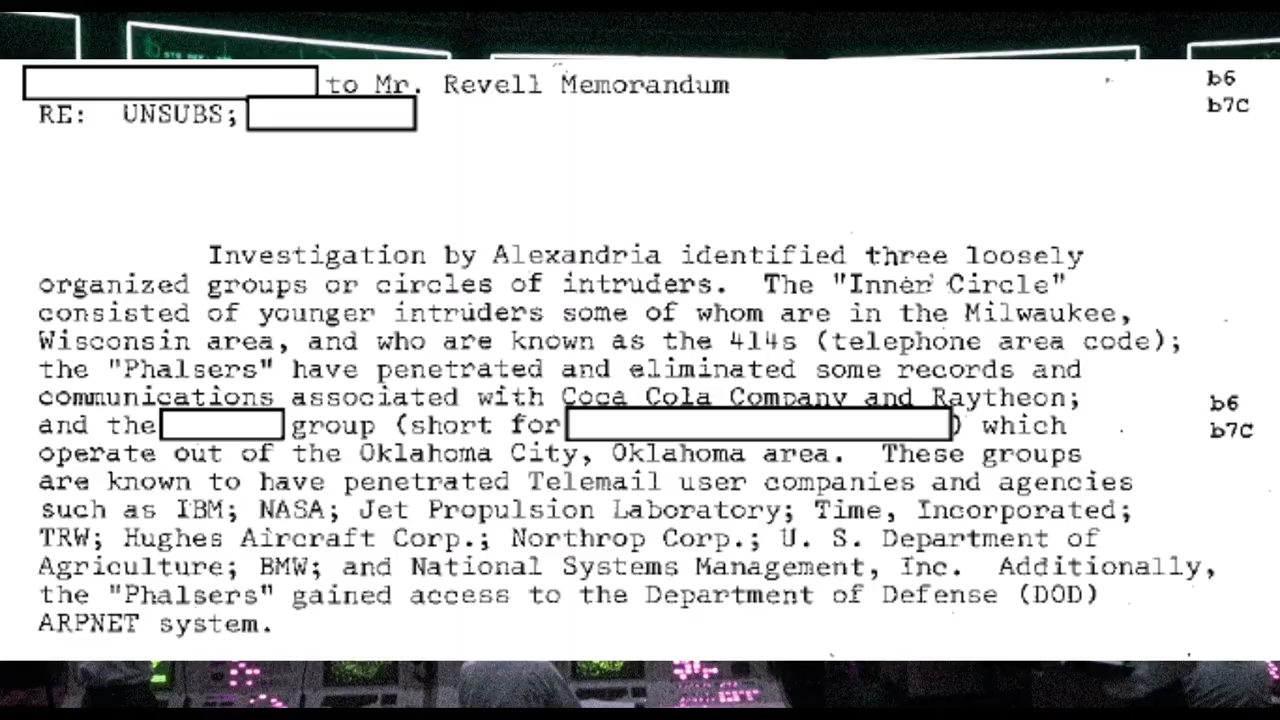 to Mr. Revell Memorandum
b6
RE: UNSUBS;
b7C
Investigation by Alexandria identified three loosely
organized groups or circles of intruders. The "Inner Circle"
consisted of younger intruders some of whom are in the Milwaukee,
Wisconsin area, and who are known as the 414s (telephone area code);
the "Phalsers" have penetrated and eliminated some records and
communications associated with Coca Cola Company and Raytheon;
b6
and the group (short for ) which
b7C
operate out of the Oklahoma City, Oklahoma area. These groups
are known to have penetrated Telemail user companies and agencies
such as IBM; NASA; Jet Propulsion Laboratory; Time, Incorporated;
TRW; Hughes Aircraft Corp.; Northrop Corp.; U. S. Department of
Agriculture; BMW; and National Systems Management, Inc. Additionally,
the "Phalsers" gained access to the Department of Defense (DOD)
ARPNET system.